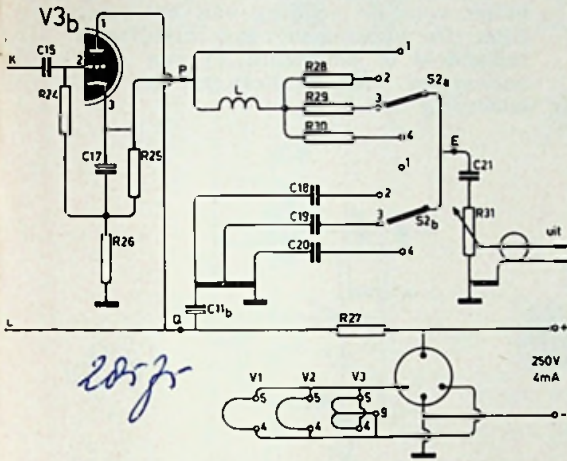 V3b
1
C15
K
2
P
1
R28
2
R24
3
L
R29
3
S2a
R30
4
E
C17
R25
1
C21
C18
2
C19
3
S2b
R31
uit
R26
C20
4
C11b
L
Q
R27
+
250V
4mA
V1
V2
V3
5
5
5
9
4
4
4
-